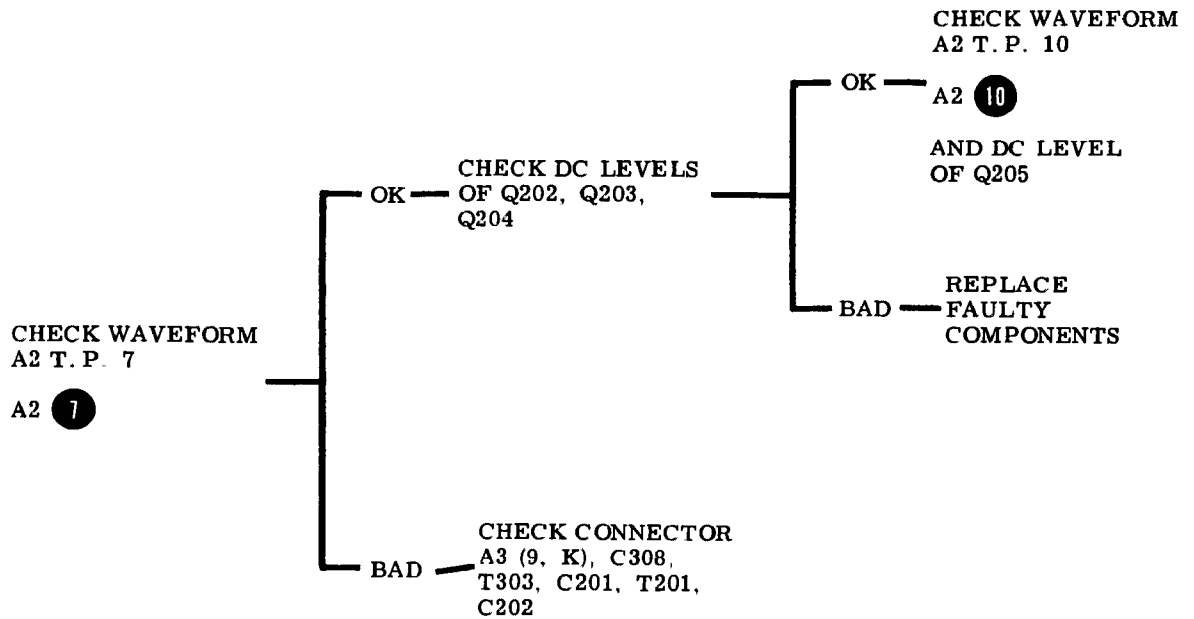 CHECK WAVEFORM
A2 T. P. 7
A2 7
OK
CHECK DC LEVELS
OF Q202, Q203,
Q204
OK
CHECK WAVEFORM
A2 T. P. 10
A2 10
AND DC LEVEL
OF Q205
BAD
REPLACE
FAULTY
COMPONENTS
BAD
CHECK CONNECTOR
A3 (9, K), C308,
T303, C201, T201,
C202